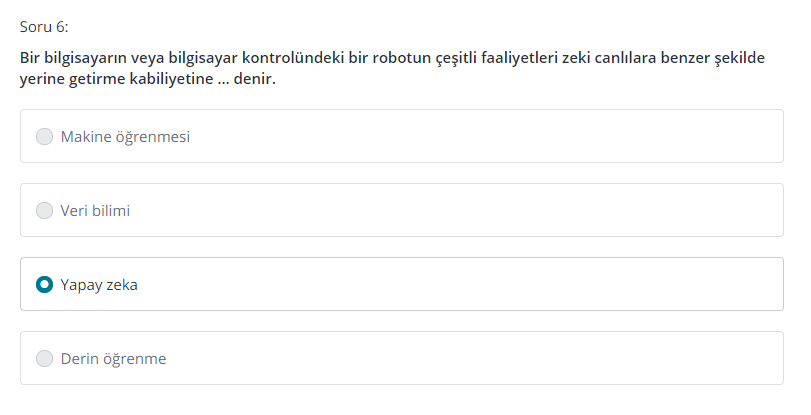 Soru 6:
Bir bilgisayarın veya bilgisayar kontrolündeki bir robotun çeşitli faaliyetleri zeki canlılara benzer şekilde
yerine getirme kabiliyetine ... denir.
Makine öğrenmesi
Veri bilimi
Yapay zeka
Derin öğrenme